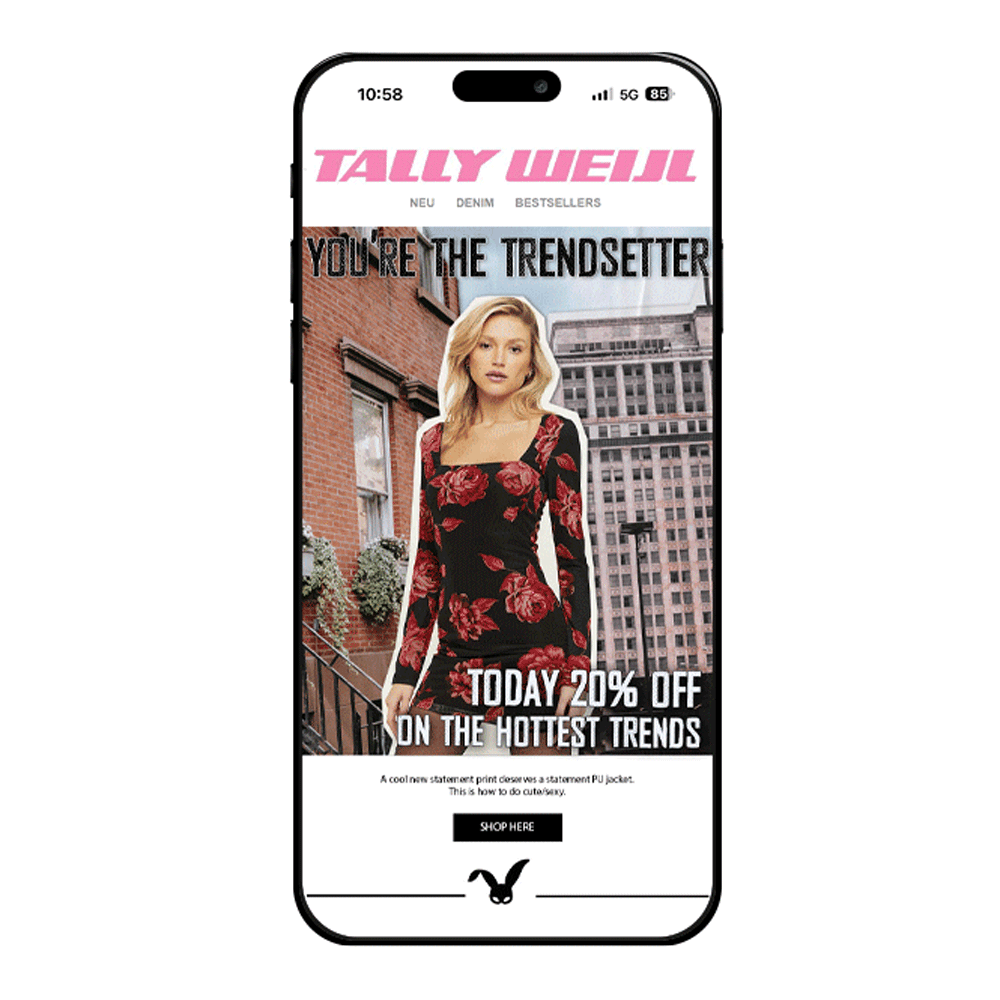 10:58
5G 85
TALLY WEIJL
NEU DENIM BESTSELLERS
YOU'RE THE TRENDSETTER
TODAY 20% OFF
ON THE HOTTEST TRENDS
A cool new statement print deserves a statement PU jacket.
This is how to do cute/sexy.
SHOP HERE